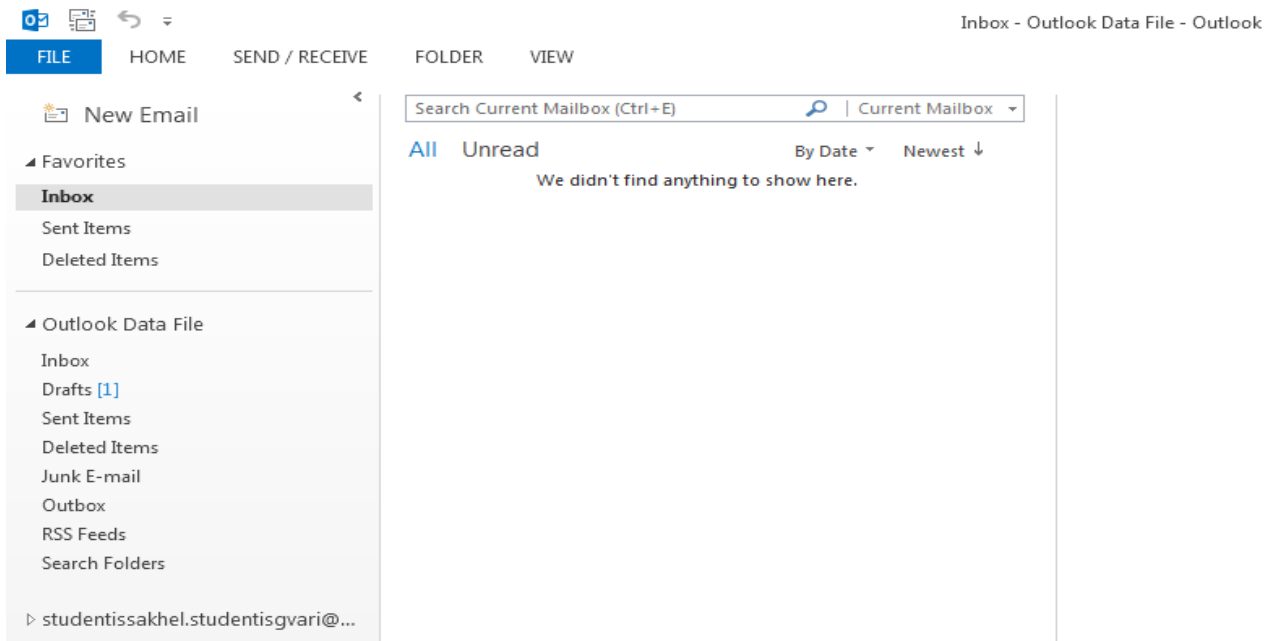 Inbox - Outlook Data File - Outlook
FILE HOME SEND / RECEIVE FOLDER VIEW
New Email
Favorites
Inbox
Sent Items
Deleted Items
Outlook Data File
Inbox
Drafts [1]
Sent Items
Deleted Items
Junk E-mail
Outbox
RSS Feeds
Search Folders
studentissakhel.studentisgvari@...
Search Current Mailbox (Ctrl+E) Current Mailbox
All Unread By Date Newest
We didn't find anything to show here.